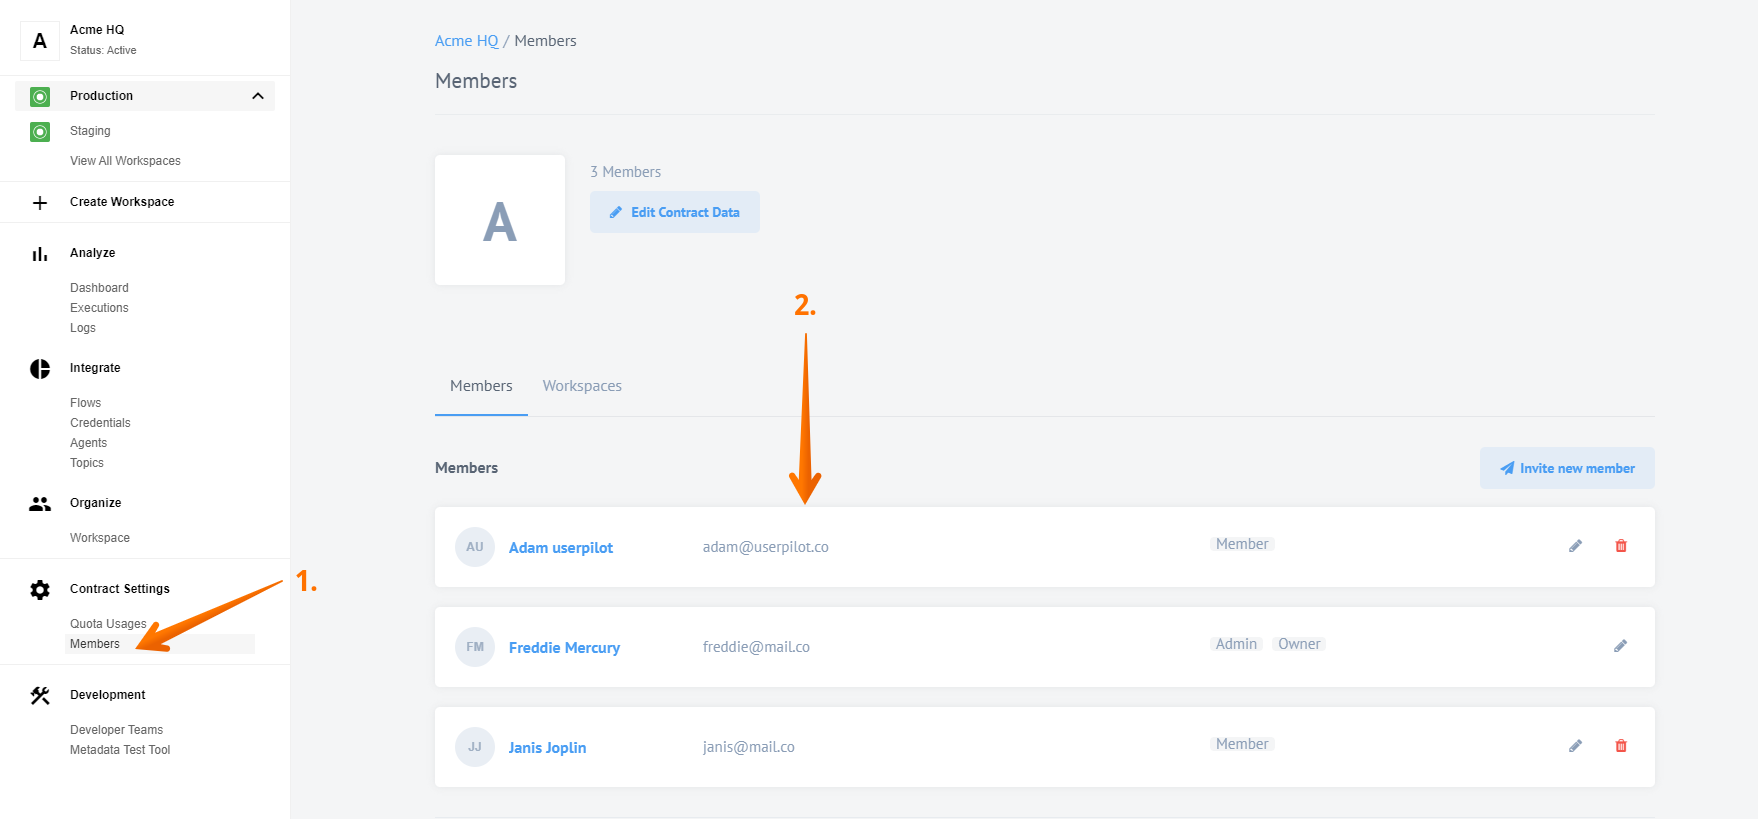 A
Acme HQ
Status: Active
Production
Staging
View All Workspaces
Create Workspace
Analyze
Dashboard
Executions
Logs
Integrate
Flows
Credentials
Agents
Topics
Organize
Workspace
Contract Settings
Quota Usages
Members
1.
Development
Developer Teams
Metadata Test Tool
Acme HQ / Members
Members
A
3 Members
Edit Contract Data
2.
Members Workspaces
Members
Invite new member
AU Adam userpilot adam@userpilot.co Member
FM Freddie Mercury freddie@mail.co Admin Owner
JJ Janis Joplin janis@mail.co Member